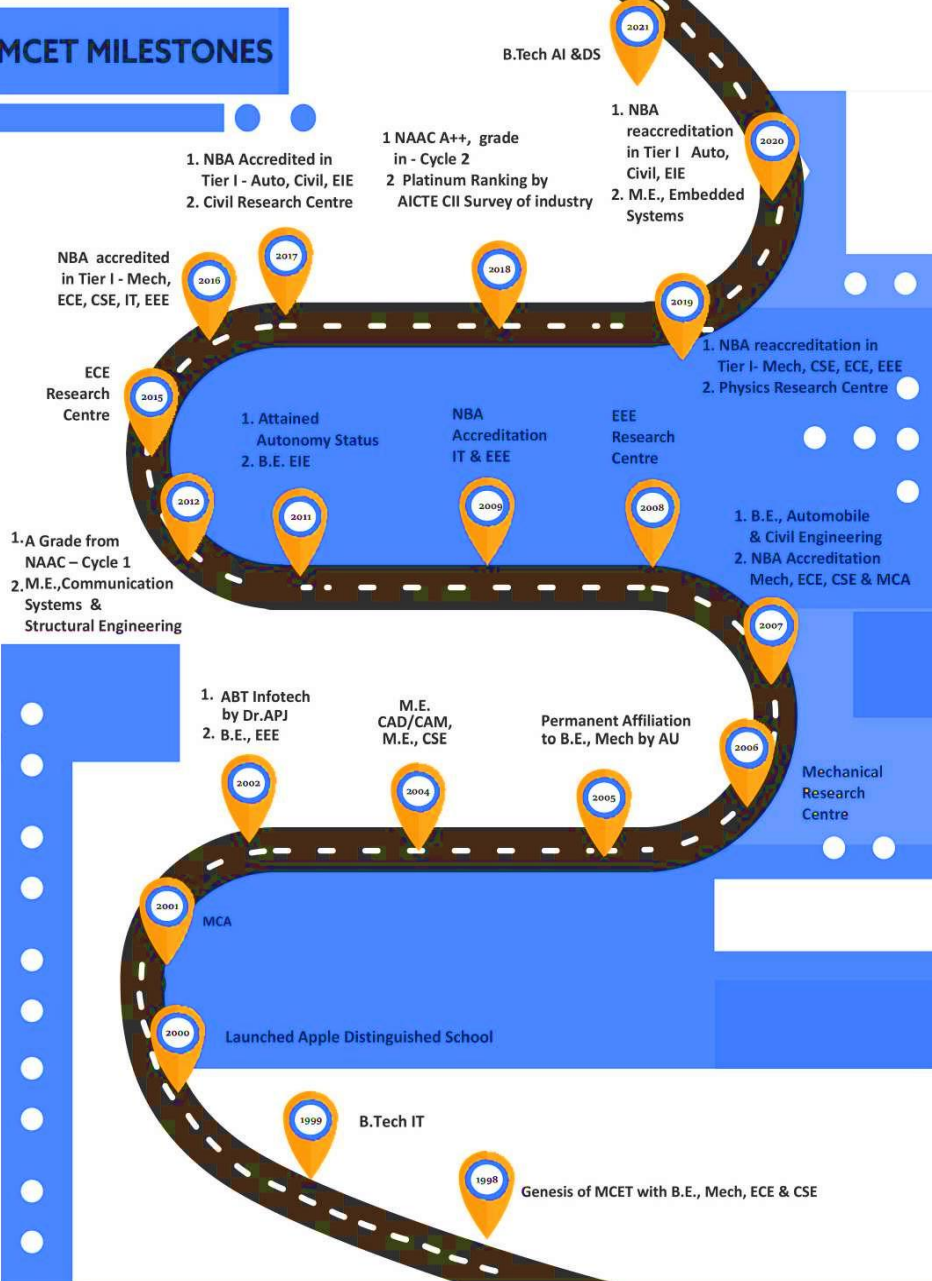 MCET MILESTONES
2021
B.Tech AI &DS
2020
1. NBA
reaccreditation
in Tier I Auto,
Civil, EIE
2. M.E., Embedded
Systems
1 NAAC A++, grade
in - Cycle 2
2 Platinum Ranking by
AICTE CII Survey of industry
1. NBA Accredited in
Tier I - Auto, Civil, EIE
2. Civil Research Centre
NBA accredited
in Tier I - Mech,
ECE, CSE, IT, EEE
2016
2017
2018
2019
1. NBA reaccreditation in
Tier I- Mech, CSE, ECE, EEE
2. Physics Research Centre
ECE
Research
Centre
2015
1. Attained
Autonomy Status
2. B.E. EIE
NBA
Accreditation
IT & EEE
EEE
Research
Centre
2012
2011
2009
2008
1.A Grade from
NAAC – Cycle 1
2.M.E.,Communication
Systems &
Structural Engineering
1. B.E., Automobile
& Civil Engineering
2. NBA Accreditation
Mech, ECE, CSE & MCA
2007
1. ABT Infotech
by Dr.APJ
2. B.E., EEE
M.E.
CAD/CAM,
M.E., CSE
Permanent Affiliation
to B.E., Mech by AU
2006
Mechanical
Research
Centre
2002
2004
2005
2001
MCA
2000
Launched Apple Distinguished School
1999
B.Tech IT
1998
Genesis of MCET with B.E., Mech, ECE & CSE